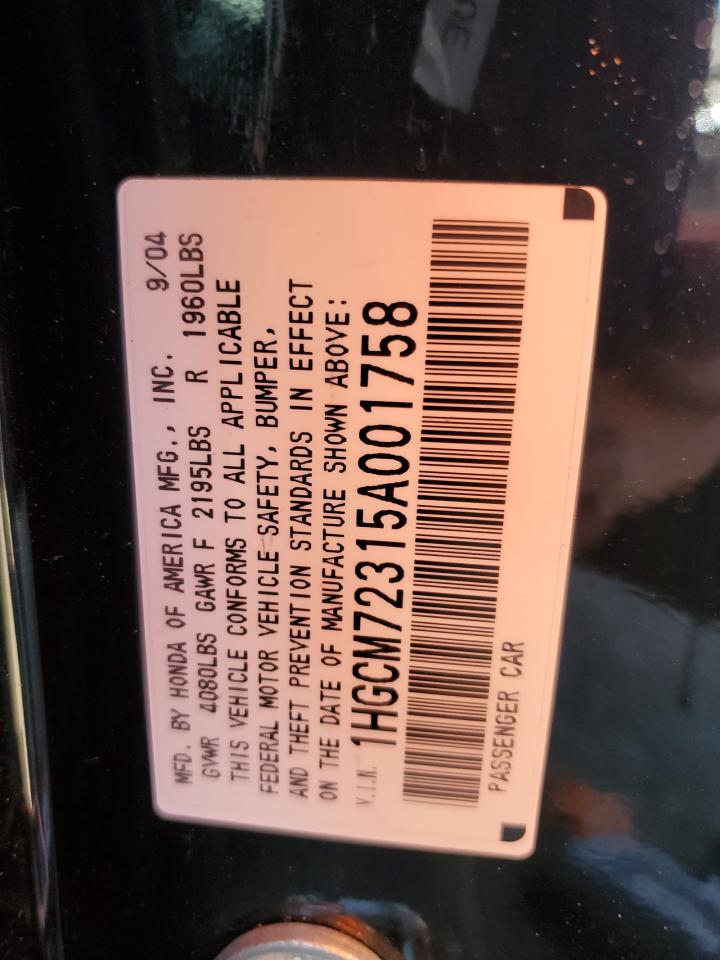 MFD. BY HONDA OF AMERICA MFG., INC. 9/04
GVWR 4080LBS GAWR F 2195LBS R 1960LBS
THIS VEHICLE CONFORMS TO ALL APPLICABLE
FEDERAL MOTOR VEHICLE SAFETY, BUMPER,
AND THEFT PREVENTION STANDARDS IN EFFECT
ON THE DATE OF MANUFACTURE SHOWN ABOVE:
V.I.N. 1HGCM72315A001758
PASSENGER CAR